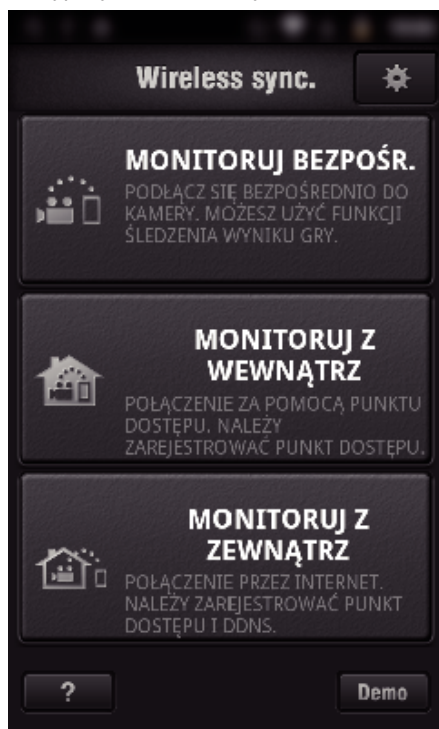 Wireless sync.
MONITORUJ BEZPOŚR.
PODŁĄCZ SIĘ BEZPOŚREDNIO DO
KAMERY. MOŻESZ UŻYĆ FUNKCJI
ŚLEDZENIA WYNIKU GRY.
MONITORUJ Z
WEWNĄTRZ
POŁĄCZENIE ZA POMOCĄ PUNKTU
DOSTĘPU. NALEŻY
ZAREJESTROWAĆ PUNKT DOSTĘPU.
MONITORUJ Z
ZEWNĄTRZ
POŁĄCZENIE PRZEZ INTERNET.
NALEŻY ZAREJESTROWAĆ PUNKT
DOSTĘPU I DDNS.
?
Demo